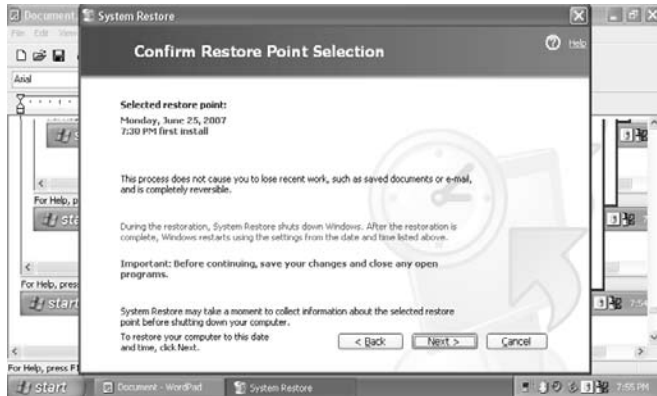 Document
System Restore
File Edit View
Confirm Restore Point Selection
Help
Arial
Selected restore point:
Monday, June 25, 2007
7:30 PM first install
This process does not cause you to lose recent work, such as saved documents or e-mail,
and is completely reversible.
For Help, p
During the restoration, System Restore shuts down Windows. After the restoration is
complete, Windows restarts using the settings from the date and time listed above.
Important: Before continuing, save your changes and close any open
programs.
For Help, press
start
7:54
System Restore may take a moment to collect information about the selected restore
point before shutting down your computer.
To restore your computer to this date
and time, click Next.
< Back
Next >
Cancel
For Help, press F1
start
Document - WordPad
System Restore
7:55 PM